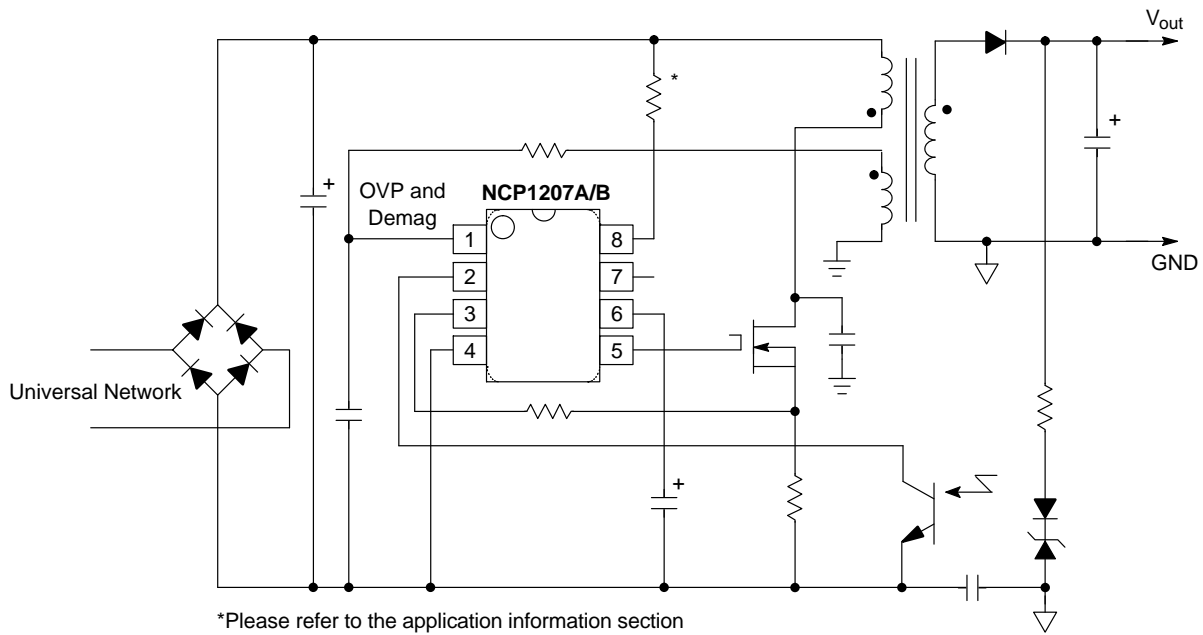 V_out
+
*
+
+
OVP and
Demag
NCP1207A/B
1
8
2
7
3
6
4
5
GND
Universal Network
+
*Please refer to the application information section